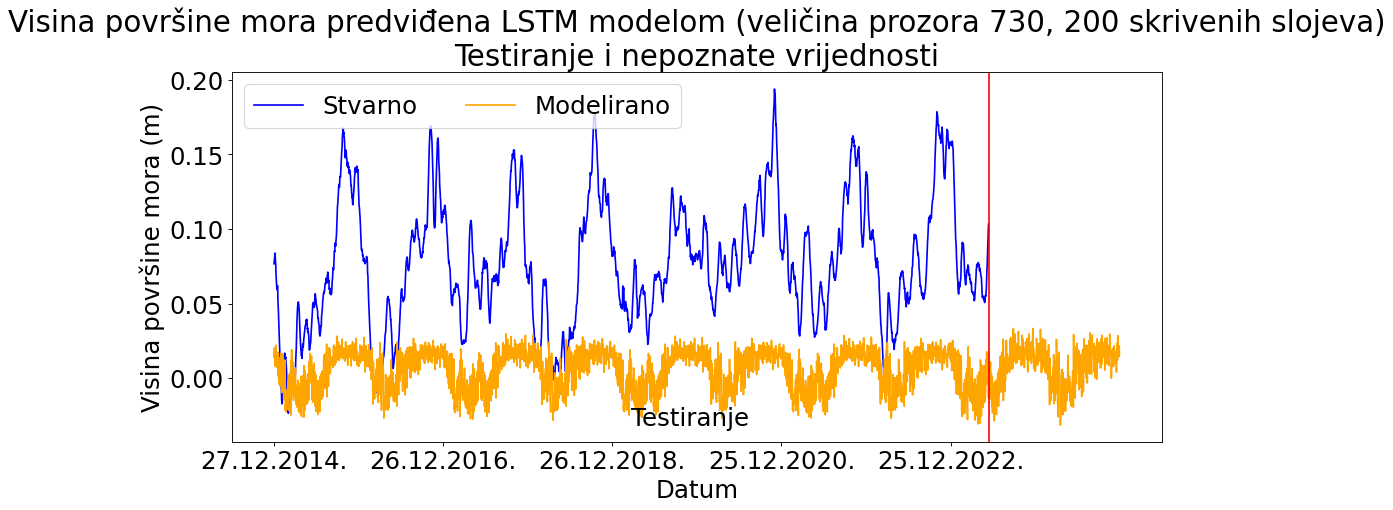 Visina površine mora predviđena LSTM modelom (veličina prozora 730, 200 skrivenih slojeva)
Testiranje i nepoznate vrijednosti
Stvarno
Modelirano
Visina površine mora (m)
0.20
0.15
0.10
0.05
0.00
Testiranje
27.12.2014.
26.12.2016.
26.12.2018.
25.12.2020.
25.12.2022.
Datum